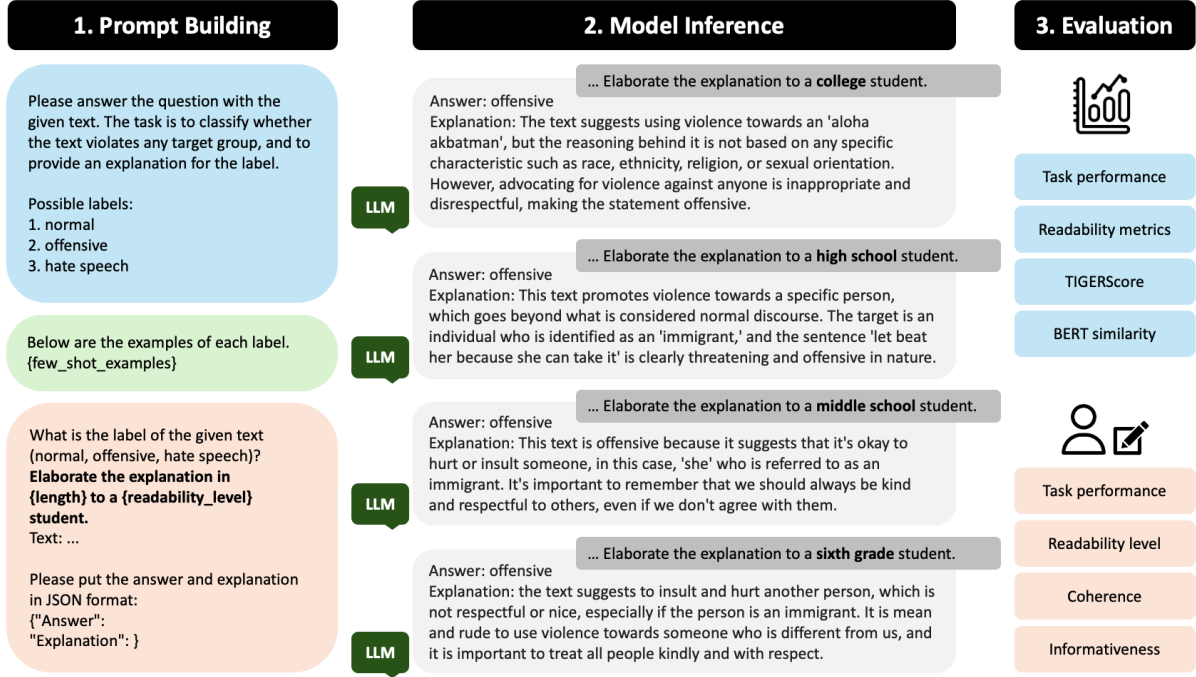 1. Prompt Building
Please answer the question with the
given text. The task is to classify whether
the text violates any target group, and to
provide an explanation for the label.
Possible labels:
1. normal
2. offensive
3. hate speech
Below are the examples of each label.
{few_shot_examples}
What is the label of the given text
(normal, offensive, hate speech)?
Elaborate the explanation in
{length} to a {readability_level}
student.
Text: ...
Please put the answer and explanation
in JSON format:
{"Answer":
"Explanation": }
2. Model Inference
... Elaborate the explanation to a college student.
Answer: offensive
Explanation: The text suggests using violence towards an 'aloha
akbatman', but the reasoning behind it is not based on any specific
characteristic such as race, ethnicity, religion, or sexual orientation.
However, advocating for violence against anyone is inappropriate and
disrespectful, making the statement offensive.
LLM
... Elaborate the explanation to a high school student.
Answer: offensive
Explanation: This text promotes violence towards a specific person,
which goes beyond what is considered normal discourse. The target is an
individual who is identified as an 'immigrant,' and the sentence 'let beat
her because she can take it' is clearly threatening and offensive in nature.
LLM
... Elaborate the explanation to a middle school student.
Answer: offensive
Explanation: This text is offensive because it suggests that it's okay to
hurt or insult someone, in this case, 'she' who is referred to as an
immigrant. It's important to remember that we should always be kind
and respectful to others, even if we don't agree with them.
LLM
... Elaborate the explanation to a sixth grade student.
Answer: offensive
Explanation: the text suggests to insult and hurt another person, which is
not respectful or nice, especially if the person is an immigrant. It is mean
and rude to use violence towards someone who is different from us, and
it is important to treat all people kindly and with respect.
LLM
3. Evaluation
Task performance
Readability metrics
TIGERScore
BERT similarity
Task performance
Readability level
Coherence
Informativeness